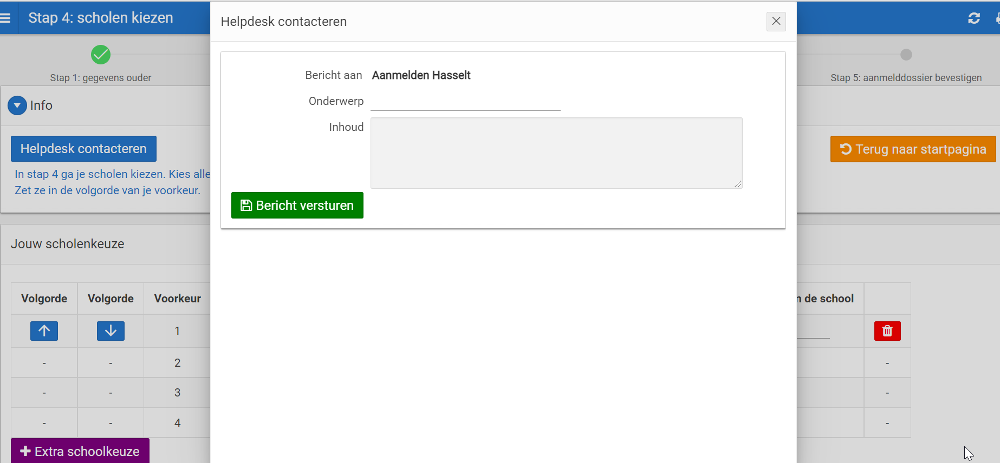 Stap 4: scholen kiezen
Helpdesk contacteren
Stap 1: gegevens ouder
Stap 5: aanmelddossier bevestigen
Bericht aan Aanmelden Hasselt
Onderwerp
Inhoud
Bericht versturen
Info
Helpdesk contacteren
Terug naar startpagina
In stap 4 ga je scholen kiezen. Kies alle
Zet ze in de volgorde van je voorkeur.
Jouw scholenkeuze
Volgorde Volgorde Voorkeur n de school
1
- - 2 -
- - 3 -
- - 4 -
Extra schoolkeuze